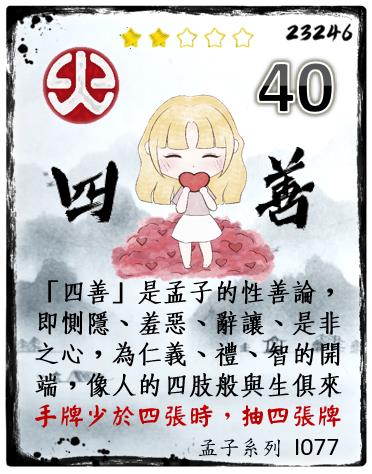 23246
火
40
四善
「四善」是孟子的性善論，
即惻隱、羞惡、辭讓、是非
之心，為仁義、禮、智的開
端，像人的四肢般與生俱來
手牌少於四張時，抽四張牌
孟子系列 1077